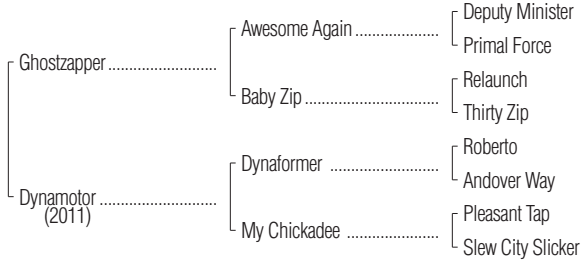 Deputy Minister
Awesome Again ....................
Primal Force
Ghostzapper ..........................
Relaunch
Baby Zip ................................
Thirty Zip
Roberto
Dynaformer ..........................
Andover Way
Dynamotor ............................
(2011)
Pleasant Tap
My Chickadee ......................
Slew City Slicker